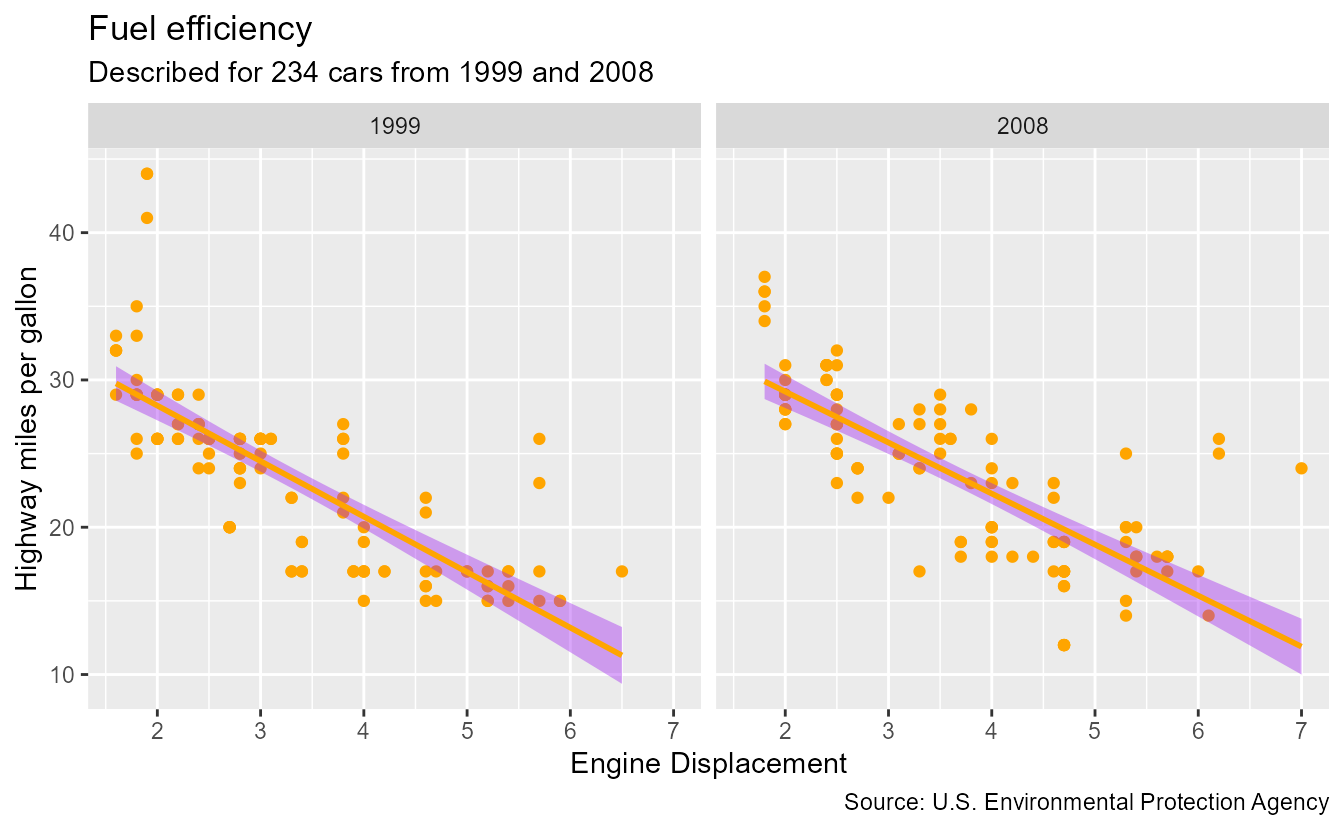 Fuel efficiency
Described for 234 cars from 1999 and 2008
1999 2008
Highway miles per gallon
40
30
20
10
2 3 4 5 6 7 2 3 4 5 6 7
Engine Displacement
Source: U.S. Environmental Protection Agency